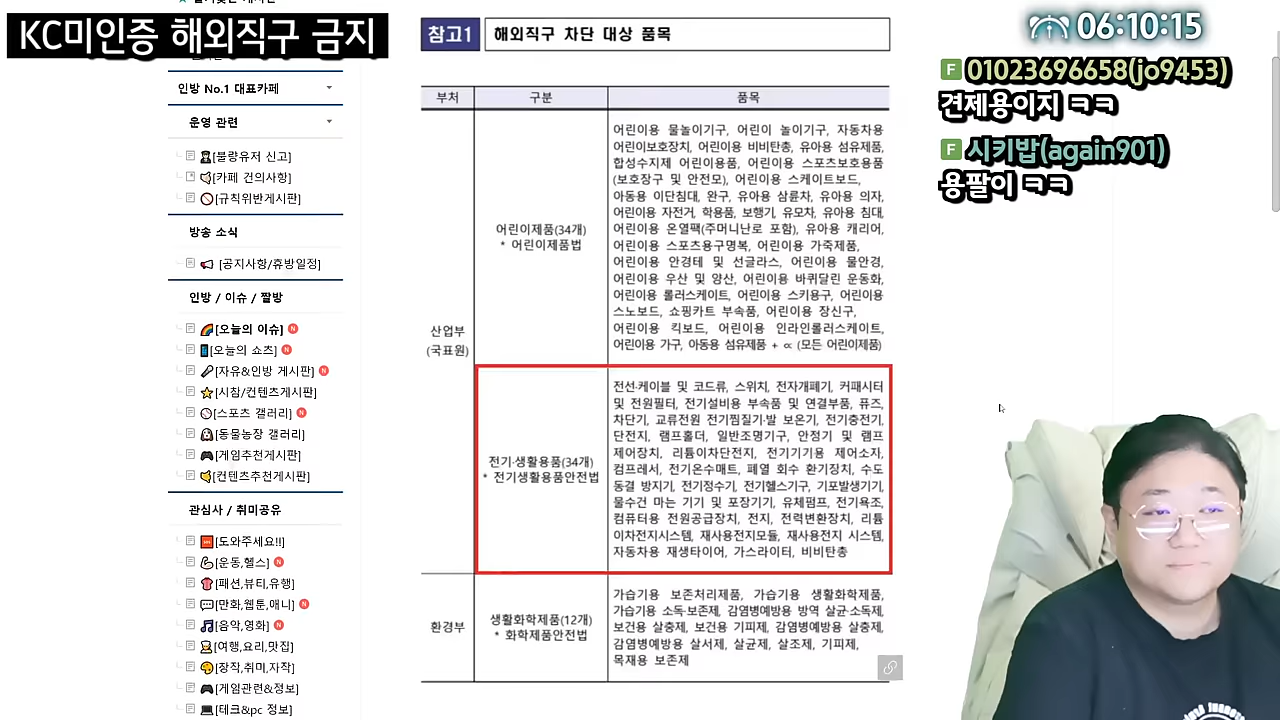 KC미인증 해외직구 금지
인방 No.1 대표카페
운영 관련
[불량유저 신고]
[카페 건의사항]
[규칙위반게시판]
방송 소식
[공지사항/휴방일정]
인방 / 이슈 / 짤방
[오늘의 이슈] N
[오늘의 쇼츠] N
[자유&인방 게시판] N
[시참/컨텐츠게시판]
[스포츠 갤러리] N
[동물농장 갤러리]
[게임추천게시판]
[컨텐츠추천게시판]
관심사 / 취미공유
[도와주세요!!]
[운동,헬스] N
[패션,뷰티,유행]
[만화,웹툰,애니] N
[음악,영화] N
[여행,요리,맛집]
[창작,취미,자작]
[게임관련&정보]
[테크&pc 정보]
참고1 해외직구 차단 대상 품목
부처 구분 품목
산업부
(국표원)
어린이제품(34개)
* 어린이제품법
어린이용 물놀이기구, 어린이 놀이기구, 자동차용
어린이보호장치, 어린이용 비비탄총, 유아용 섬유제품,
합성수지제 어린이용품, 어린이용 스포츠보호용품
(보호장구 및 안전모), 어린이용 스케이트보드,
아동용 이단침대, 완구, 유아용 삼륜차, 유아용 의자,
어린이용 자전거, 학용품, 보행기, 유모차, 유아용 침대,
어린이용 온열팩(주머니난로 포함), 유아용 캐리어,
어린이용 스포츠용구명복, 어린이용 가죽제품,
어린이용 안경테 및 선글라스, 어린이용 물안경,
어린이용 우산 및 양산, 어린이용 바퀴달린 운동화,
어린이용 롤러스케이트, 어린이용 스키용구, 어린이용
스노보드, 쇼핑카트 부속품, 어린이용 장신구,
어린이용 킥보드, 어린이용 인라인롤러스케이트,
어린이용 가구, 아동용 섬유제품 + ∝ (모든 어린이제품)
전기·생활용품(34개)
* 전기생활용품안전법
전선·케이블 및 코드류, 스위치, 전자개폐기, 커패시터
및 전원필터, 전기설비용 부속품 및 연결부품, 퓨즈,
차단기, 교류전원 전기찜질기·발 보온기, 전기충전기,
단전지, 램프홀더, 일반조명기구, 안정기 및 램프
제어장치, 리튬이차단전지, 전기기기용 제어소자,
컴프레서, 전기온수매트, 폐열 회수 환기장치, 수도
동결 방지기, 전기정수기, 전기헬스기구, 기포발생기기,
물수건 마는 기기 및 포장기기, 유체펌프, 전기욕조,
컴퓨터용 전원공급장치, 전지, 전력변환장치, 리튬
이차전지시스템, 재사용전지모듈, 재사용전지 시스템,
자동차용 재생타이어, 가스라이터, 비비탄총
환경부
생활화학제품(12개)
* 화학제품안전법
가습기용 보존처리제품, 가습기용 생활화학제품,
가습기용 소독·보존제, 감염병예방용 방역 살균·소독제,
보건용 살충제, 보건용 기피제, 감염병예방용 살충제,
감염병예방용 살서제, 살균제, 살조제, 기피제,
목재용 보존제
06:10:15
F 01023696658(jo9453)
견제용이지 ㅋㅋ
F 시키밥(again901)
용팔이 ㅋㅋ